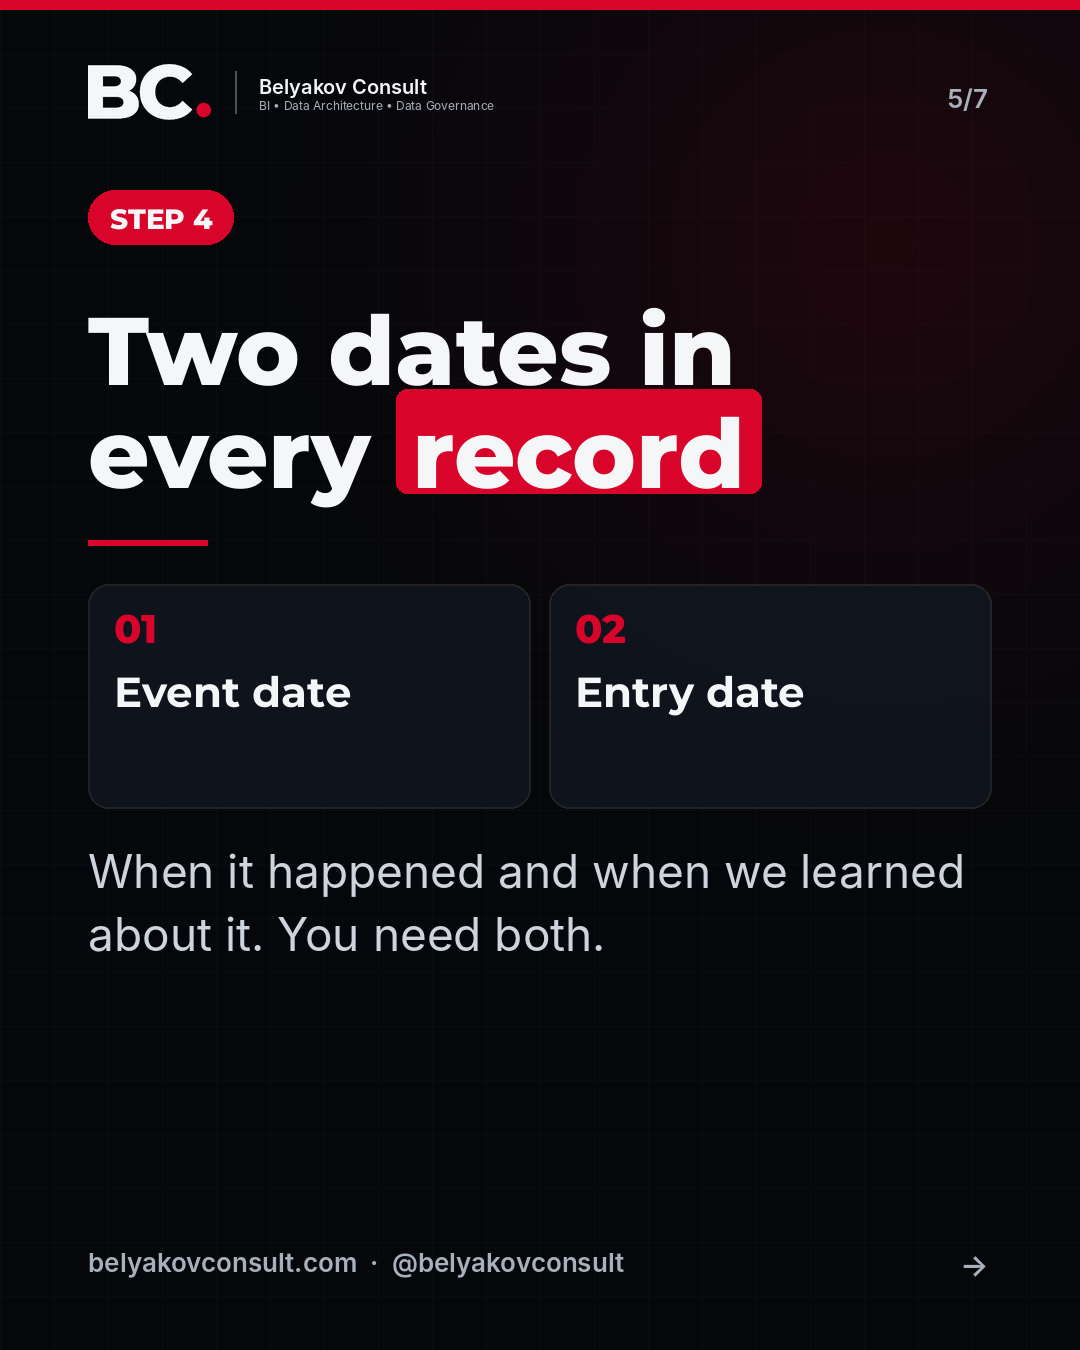 BC.
Belyakov Consult
BI • Data Architecture • Data Governance
5/7
STEP 4
Two dates in
every record
01
Event date
02
Entry date
When it happened and when we learned
about it. You need both.
belyakovconsult.com · @belyakovconsult
→